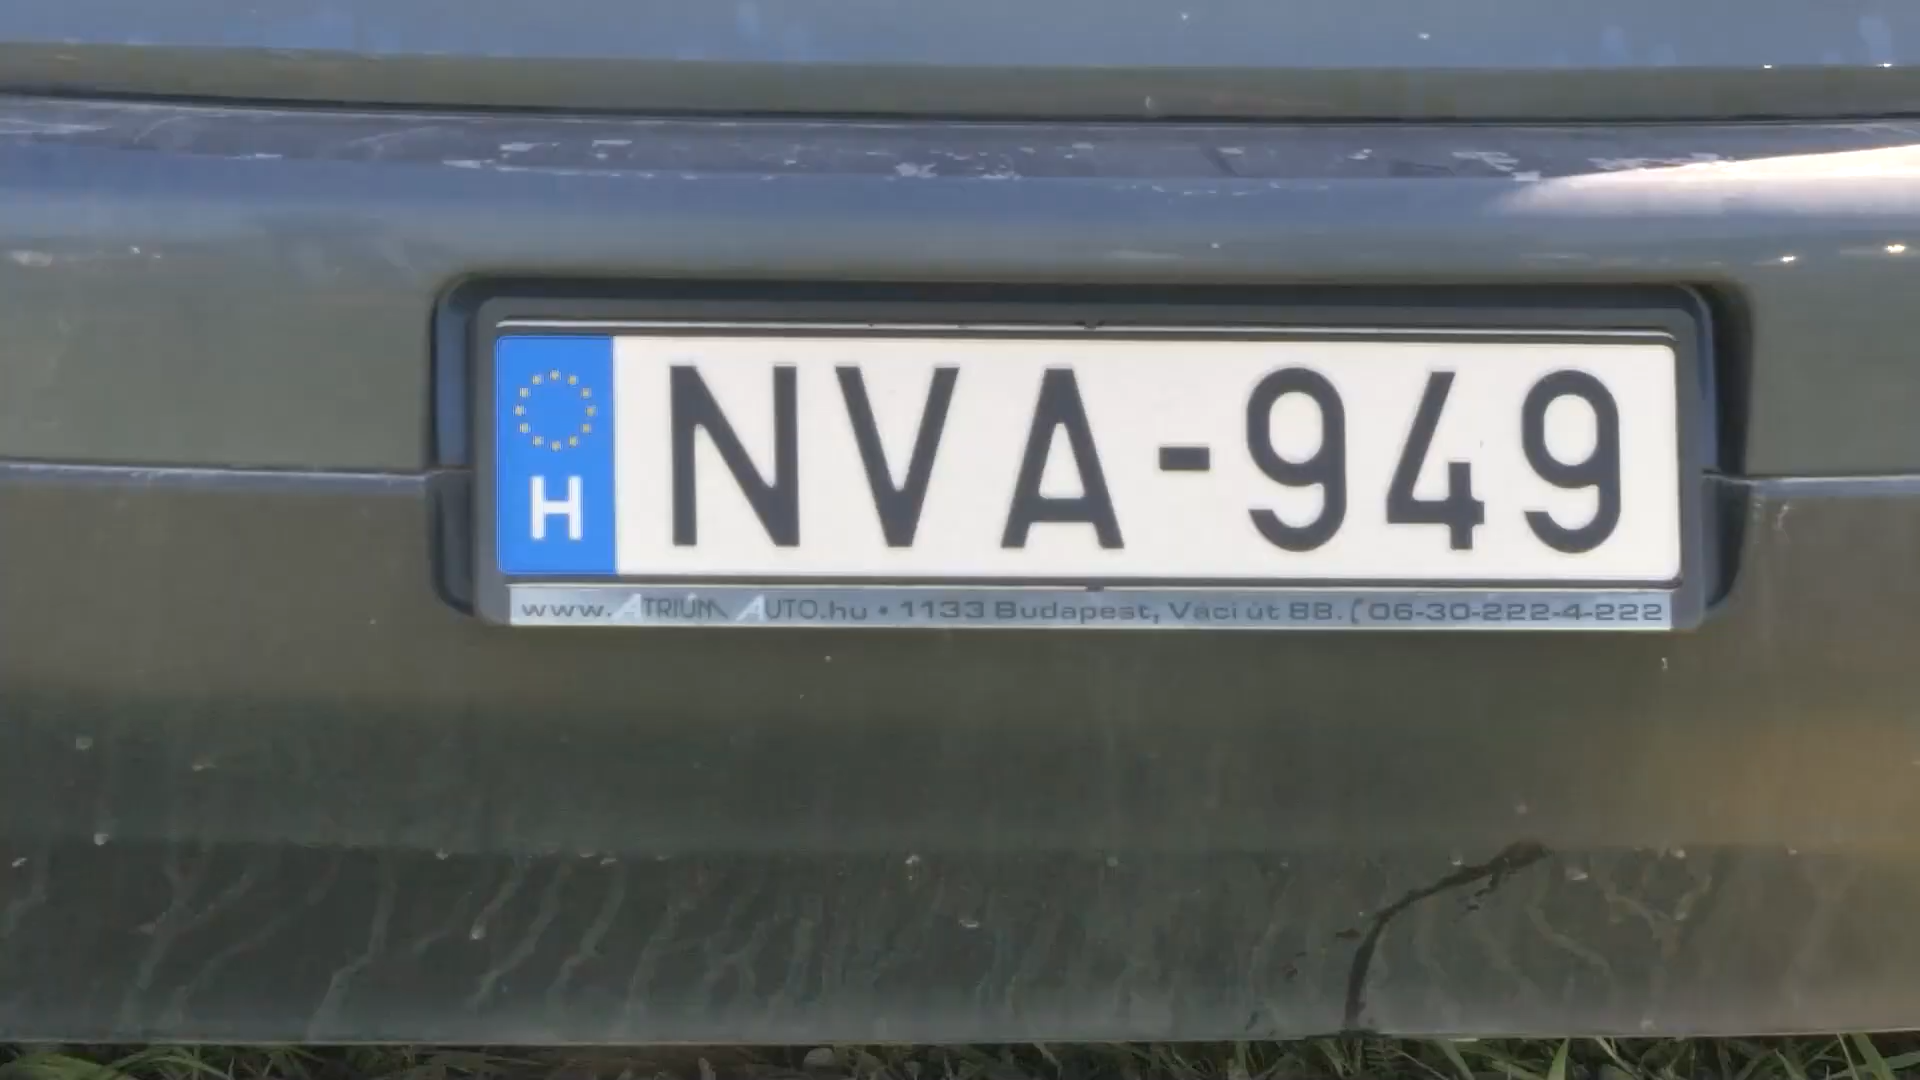 H
NVA-949
www.ATRIUM AUTO.hu • 1133 Budapest, Váci út 88. (06-30-222-4-222